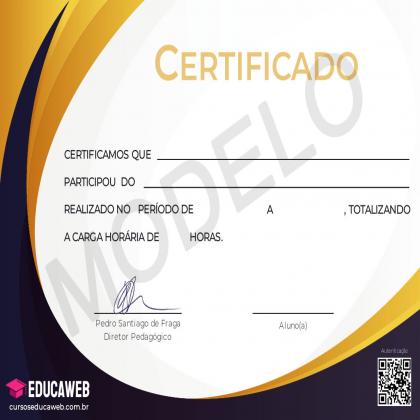 CERTIFICADO
MODELO
CERTIFICAMOS QUE
PARTICIPOU DO
REALIZADO NO PERÍODO DE A , TOTALIZANDO
A CARGA HORÁRIA DE HORAS.
Pedro Santiago de Fraga
Diretor Pedagógico
Aluno(a)
Autenticação
EDUCAWEB
cursoseducaweb.com.br